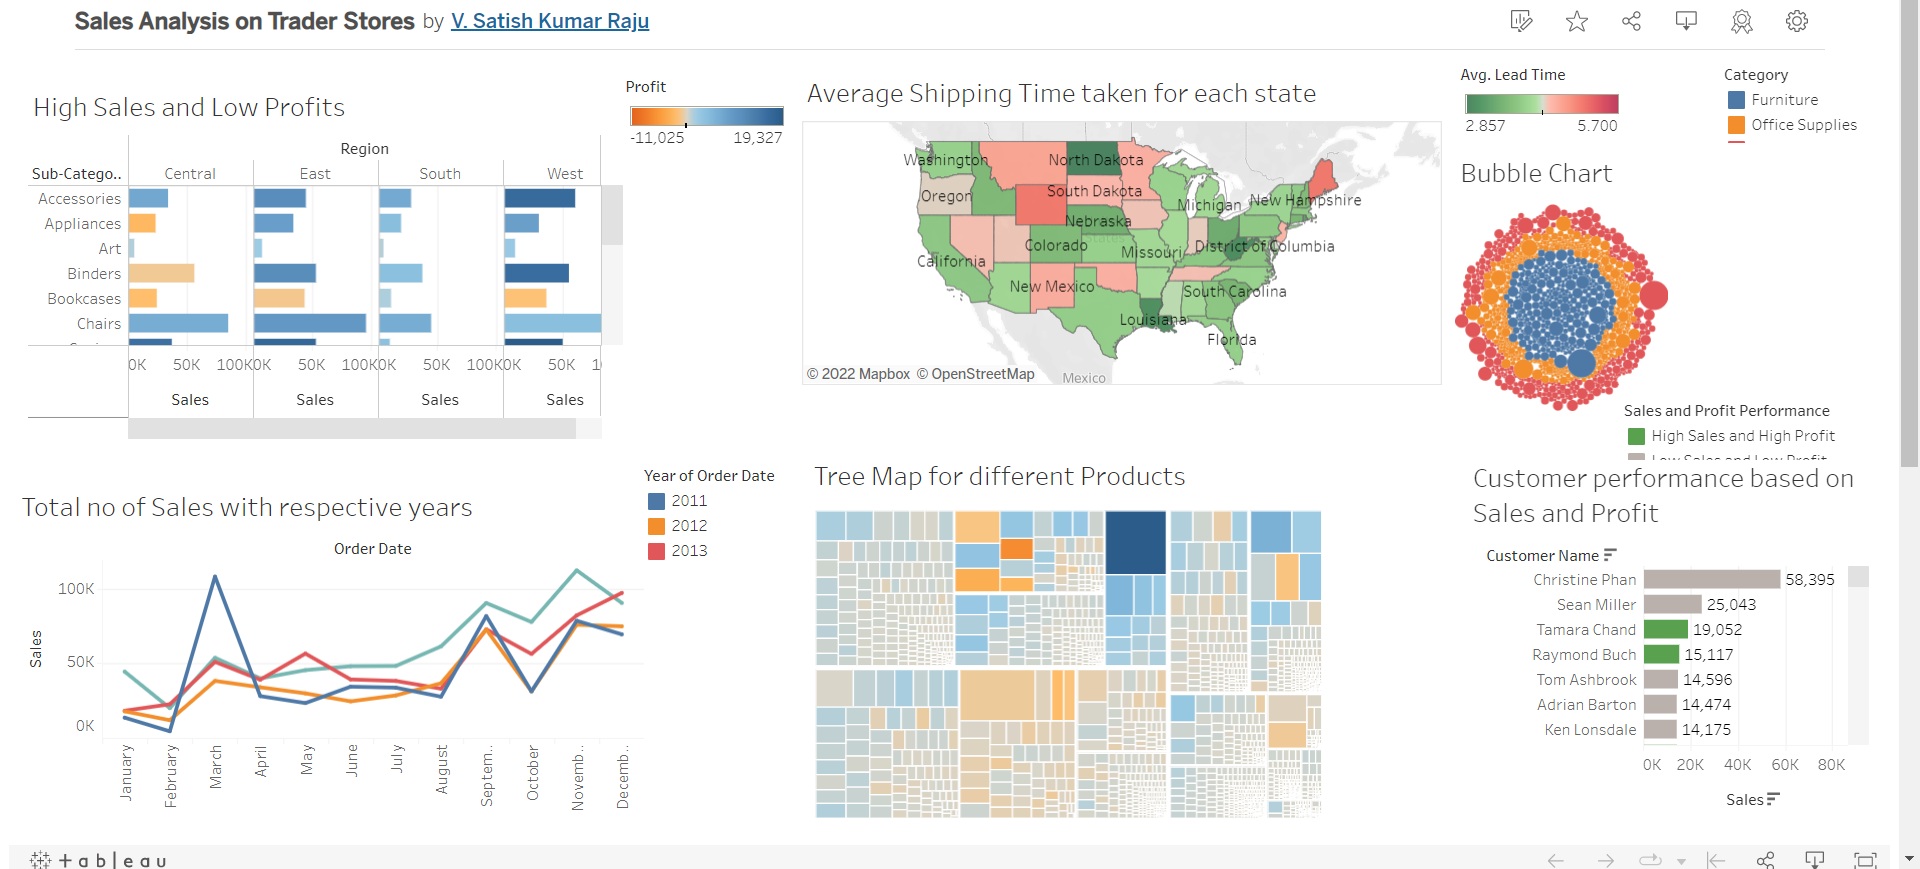 Sales Analysis on Trader Stores by V. Satish Kumar Raju
High Sales and Low Profits
Region
Sub-Catego.. Central East South West
Accessories
Appliances
Art
Binders
Bookcases
Chairs
0K 50K 100K 0K 50K 100K 0K 50K 100K 0K 50K 1
Sales Sales Sales Sales
Profit
-11,025 19,327
Average Shipping Time taken for each state
Washington
North Dakota
Oregon
South Dakota
Michigan
New Hampshire
Nebraska
Colorado
District of Columbia
Missouri
California
New Mexico
South Carolina
Louisiana
Florida
© 2022 Mapbox © OpenStreetMap
Mexico
Avg. Lead Time
2.857 5.700
Category
Furniture
Office Supplies
Bubble Chart
Sales and Profit Performance
High Sales and High Profit
Low Sales and Low Profit
Total no of Sales with respective years
Order Date
Sales
100K
50K
0K
January
February
March
April
May
June
July
August
Septem..
October
Novemb..
Decemb..
Year of Order Date
2011
2012
2013
Tree Map for different Products
Customer performance based on
Sales and Profit
Customer Name
Christine Phan 58,395
Sean Miller 25,043
Tamara Chand 19,052
Raymond Buch 15,117
Tom Ashbrook 14,596
Adrian Barton 14,474
Ken Lonsdale 14,175
0K 20K 40K 60K 80K
Sales
+ a b | e a u